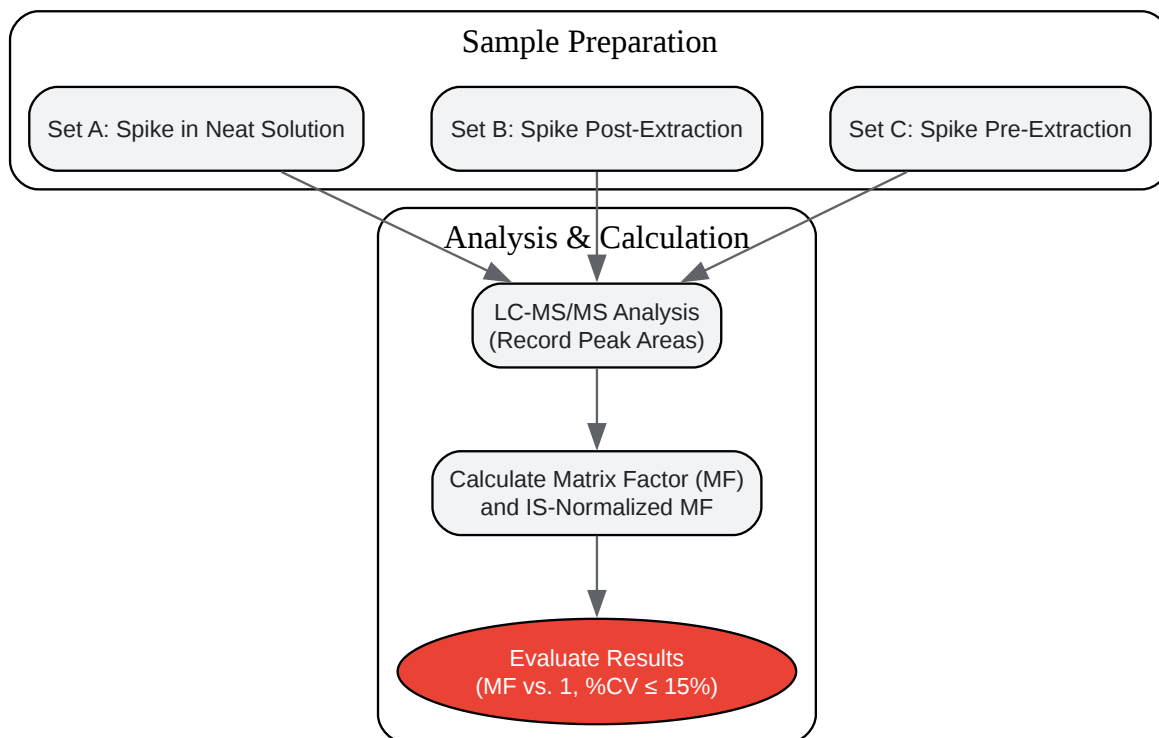 Sample Preparation
Set A: Spike in Neat Solution
Set B: Spike Post-Extraction
Set C: Spike Pre-Extraction
Analysis & Calculation
LC-MS/MS Analysis
(Record Peak Areas)
Calculate Matrix Factor (MF)
and IS-Normalized MF
Evaluate Results
(MF vs. 1, %CV ≤ 15%)